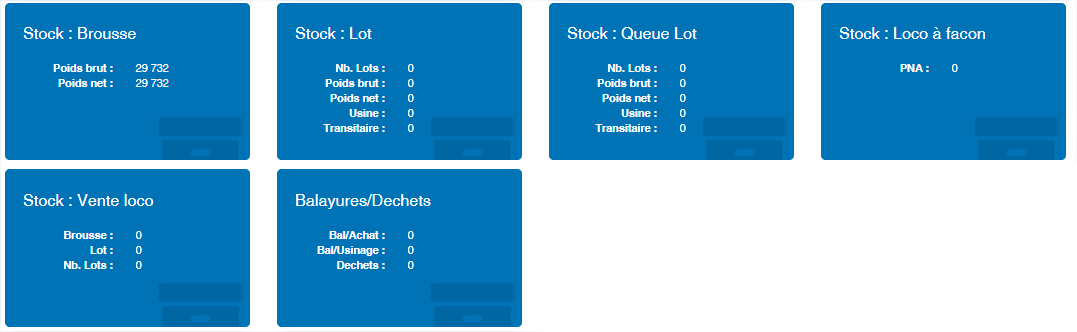 Stock : Brousse
Poids brut : 29 732
Poids net : 29 732
Stock : Lot
Nb. Lots : 0
Poids brut : 0
Poids net : 0
Usine : 0
Transitaire : 0
Stock : Queue Lot
Nb. Lots : 0
Poids brut : 0
Poids net : 0
Usine : 0
Transitaire : 0
Stock : Loco à facon
PNA : 0
Stock : Vente loco
Brousse : 0
Lot : 0
Nb. Lots : 0
Balayures/Dechets
Bal/Achat : 0
Bal/Usinage : 0
Dechets : 0